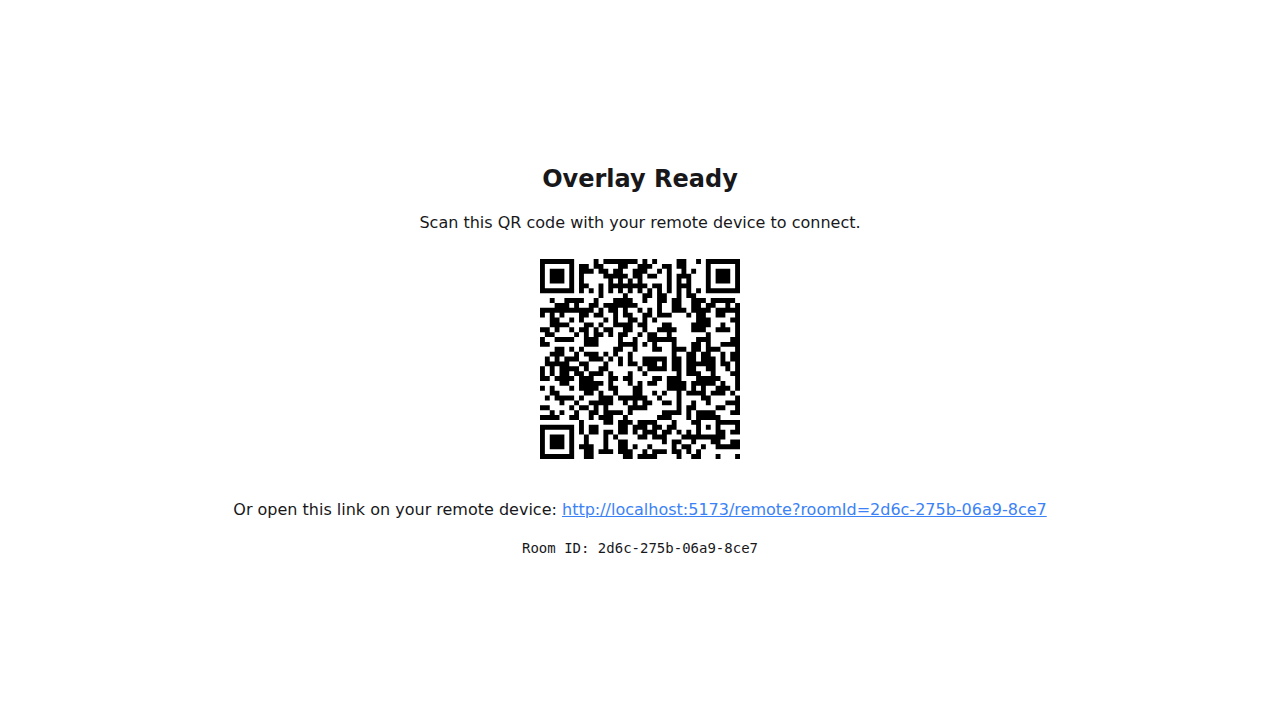 Overlay Ready
Scan this QR code with your remote device to connect.
Or open this link on your remote device: http://localhost:5173/remote?roomId=2d6c-275b-06a9-8ce7
Room ID: 2d6c-275b-06a9-8ce7